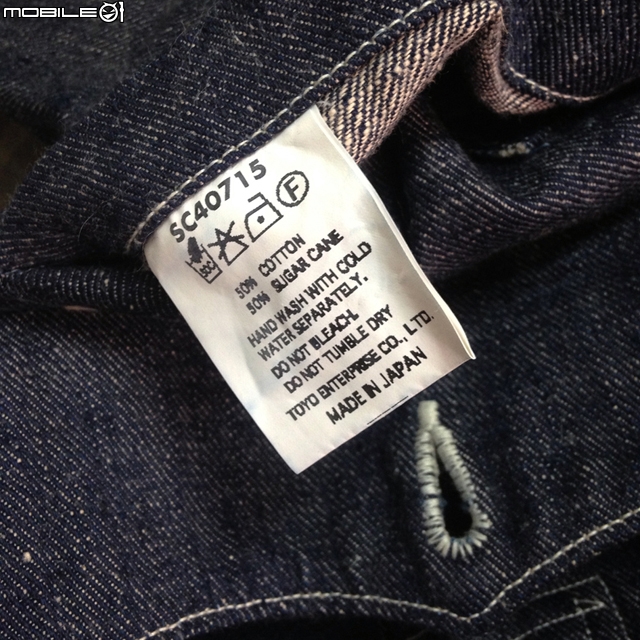 MOBILE01
SC40715
30 F
50% COTTON
50% SUGAR CANE
HAND WASH WITH COLD
WATER SEPARATELY.
DO NOT BLEACH.
DO NOT TUMBLE DRY
TOYO ENTERPRISE CO., LTD.
MADE IN JAPAN